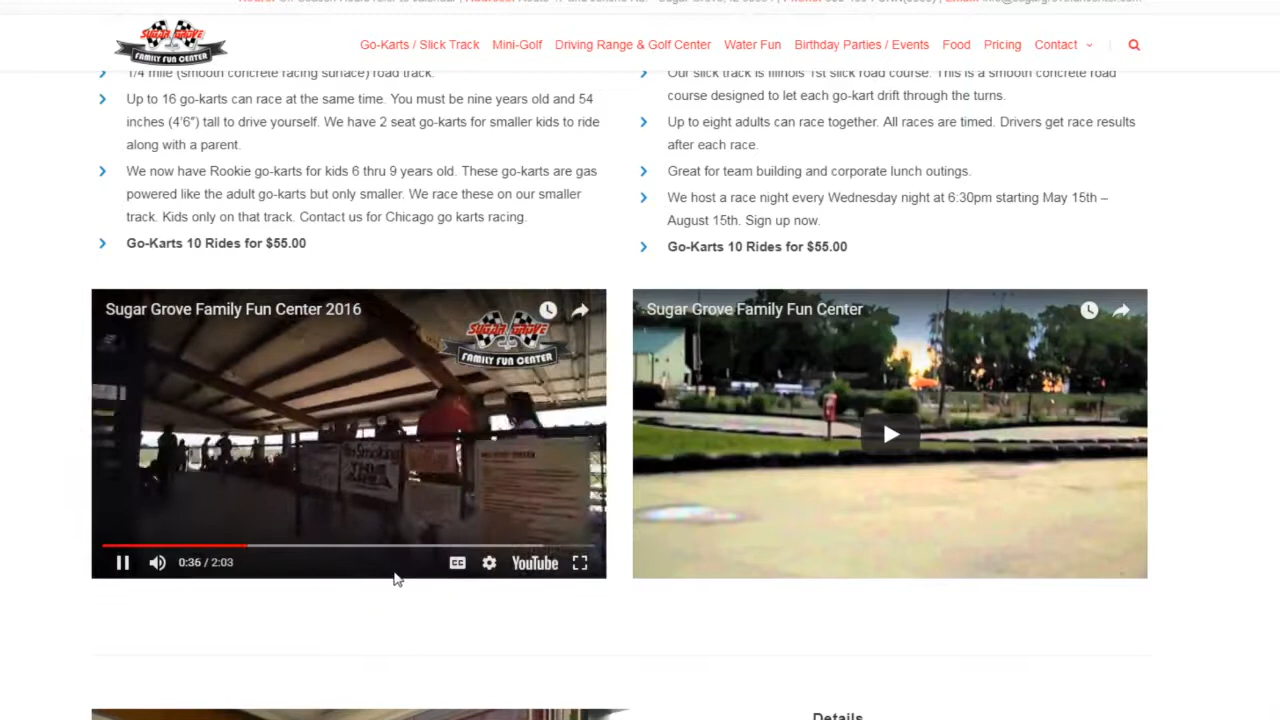 SUGAR GROVE
FAMILY FUN CENTER
Go-Karts / Slick Track
Mini-Golf
Driving Range & Golf Center
Water Fun
Birthday Parties / Events
Food
Pricing
Contact
1/4 mile (smooth concrete racing surface) road track.
Up to 16 go-karts can race at the same time. You must be nine years old and 54
inches (4'6") tall to drive yourself. We have 2 seat go-karts for smaller kids to ride
along with a parent.
We now have Rookie go-karts for kids 6 thru 9 years old. These go-karts are gas
powered like the adult go-karts but only smaller. We race these on our smaller
track. Kids only on that track. Contact us for Chicago go karts racing.
Go-Karts 10 Rides for $55.00
Our slick track is Illinois 1st slick road course. This is a smooth concrete road
course designed to let each go-kart drift through the turns.
Up to eight adults can race together. All races are timed. Drivers get race results
after each race.
Great for team building and corporate lunch outings.
We host a race night every Wednesday night at 6:30pm starting May 15th –
August 15th. Sign up now.
Go-Karts 10 Rides for $55.00
Sugar Grove Family Fun Center 2016
SUGAR GROVE
FAMILY FUN CENTER
No Smoking
THIS
AREA
0:36 / 2:03
CC
YouTube
Sugar Grove Family Fun Center
Details